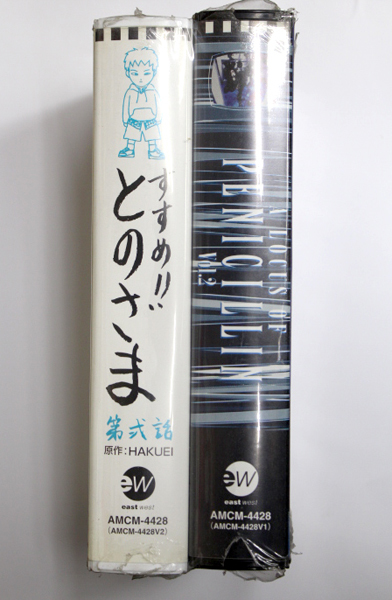 すすめ!!
とのさま
第弐話
原作：HAKUEI
ew
east west
AMCM-4428
(AMCM-4428V2)
A LOCUS OF
PENICILLIN
Vol.2
ew
east west
AMCM-4428
(AMCM-4428V1)